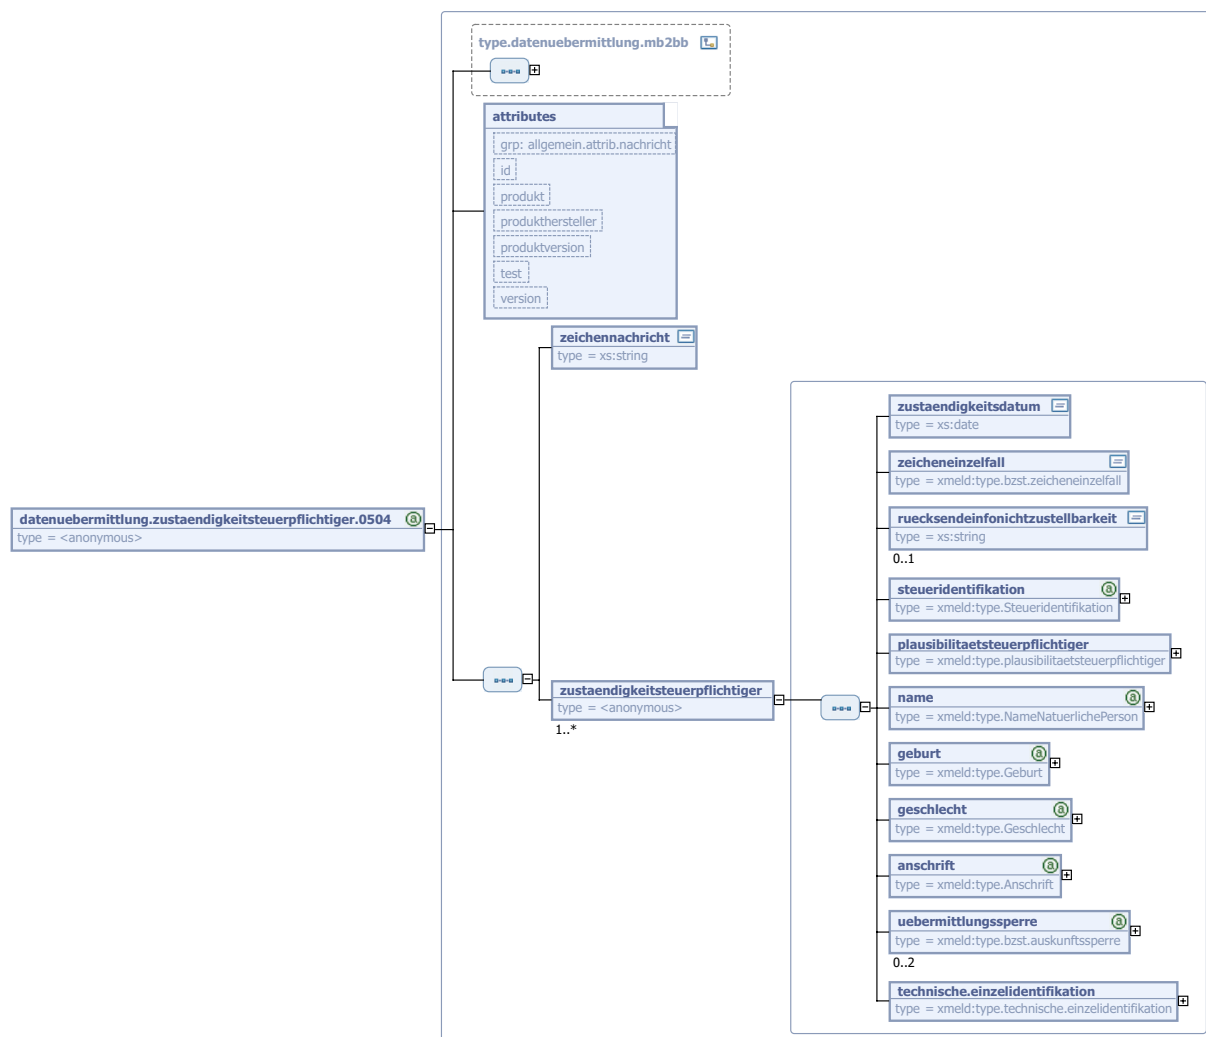 type.datenuebermittlung.mb2bb
attributes
grp: allgemein.attrib.nachricht
id
produkt
produkthersteller
produktversion
test
version
zeichennachricht
type = xs:string
zustaendigkeitsdatum
type = xs:date
zeicheneinzelfall
type = xmeld:type.bzst.zeicheneinzelfall
datenuebermittlung.zustaendigkeitsteuerpflichtiger.0504 a
type = <anonymous>
ruecksendeinfonichtzustellbarkeit
type = xs:string
0..1
steueridentifikation a
type = xmeld:type.Steueridentifikation
plausibilitaetsteuerpflichtiger
type = xmeld:type.plausibilitaetsteuerpflichtiger
zustaendigkeitsteuerpflichtiger
type = <anonymous>
1..*
name a
type = xmeld:type.NameNatuerlichePerson
geburt a
type = xmeld:type.Geburt
geschlecht a
type = xmeld:type.Geschlecht
anschrift a
type = xmeld:type.Anschrift
uebermittlungssperre a
type = xmeld:type.bzst.auskunftssperre
0..2
technische.einzelidentifikation
type = xmeld:type.technische.einzelidentifikation